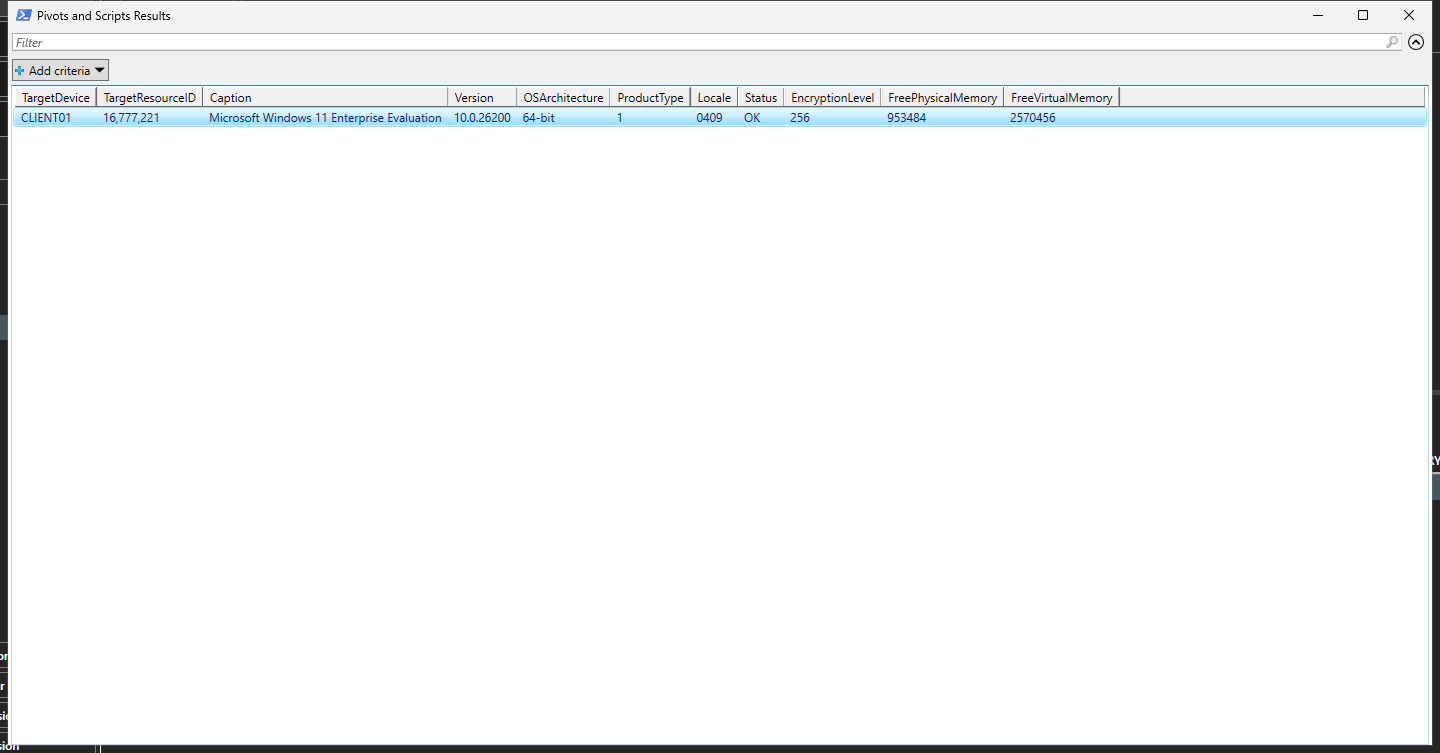 Pivots and Scripts Results
Filter
Add criteria
TargetDevice TargetResourceID Caption Version OSArchitecture ProductType Locale Status EncryptionLevel FreePhysicalMemory FreeVirtualMemory
CLIENT01 16,777,221 Microsoft Windows 11 Enterprise Evaluation 10.0.26200 64-bit 1 0409 OK 256 953484 2570456